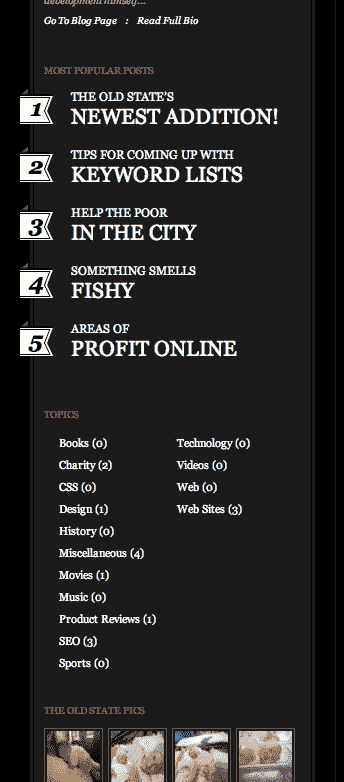 development himself...
Go To Blog Page : Read Full Bio
MOST POPULAR POSTS
1 THE OLD STATE'S
NEWEST ADDITION!
2 TIPS FOR COMING UP WITH
KEYWORD LISTS
3 HELP THE POOR
IN THE CITY
4 SOMETHING SMELLS
FISHY
5 AREAS OF
PROFIT ONLINE
TOPICS
Books (0)
Charity (2)
CSS (0)
Design (1)
History (0)
Miscellaneous (4)
Movies (1)
Music (0)
Product Reviews (1)
SEO (3)
Sports (0)
Technology (0)
Videos (0)
Web (0)
Web Sites (3)
THE OLD STATE PICS